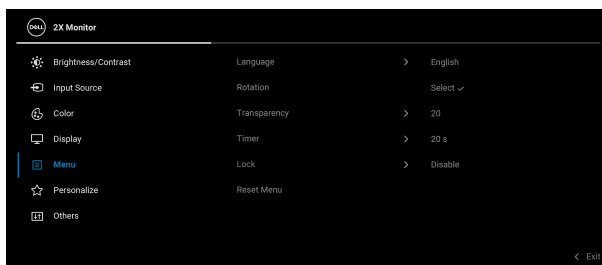 DELL 2X Monitor
Brightness/Contrast Language > English
Input Source Rotation Select ✓
Color Transparency > 20
Display Timer > 20 s
Menu Lock > Disable
Personalize Reset Menu
Others
< Exit